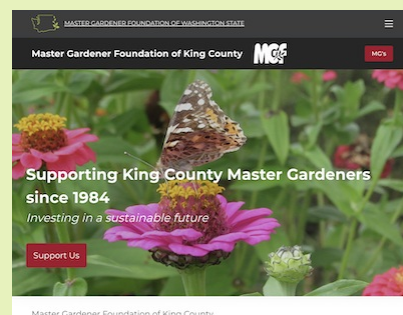 MASTER GARDENER FOUNDATION OF WASHINGTON STATE
Master Gardener Foundation of King County
MG's
Supporting King County Master Gardeners
since 1984
Investing in a sustainable future
Support Us
Master Gardener Foundation of King County